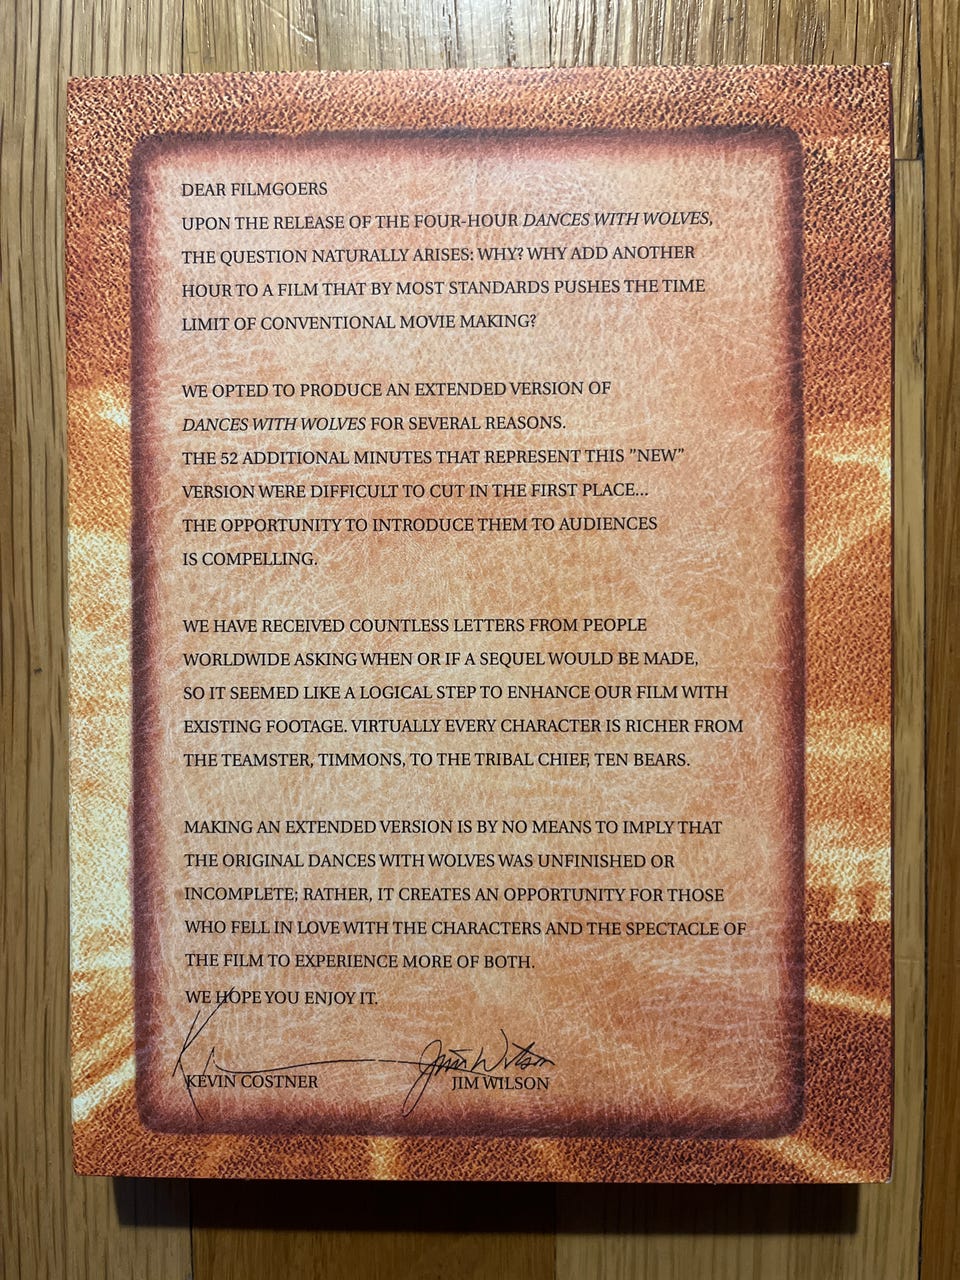 DEAR FILMGOERS
UPON THE RELEASE OF THE FOUR-HOUR DANCES WITH WOLVES,
THE QUESTION NATURALLY ARISES: WHY? WHY ADD ANOTHER
HOUR TO A FILM THAT BY MOST STANDARDS PUSHES THE TIME
LIMIT OF CONVENTIONAL MOVIE MAKING?
WE OPTED TO PRODUCE AN EXTENDED VERSION OF
DANCES WITH WOLVES FOR SEVERAL REASONS.
THE 52 ADDITIONAL MINUTES THAT REPRESENT THIS ”NEW”
VERSION WERE DIFFICULT TO CUT IN THE FIRST PLACE...
THE OPPORTUNITY TO INTRODUCE THEM TO AUDIENCES
IS COMPELLING.
WE HAVE RECEIVED COUNTLESS LETTERS FROM PEOPLE
WORLDWIDE ASKING WHEN OR IF A SEQUEL WOULD BE MADE,
SO IT SEEMED LIKE A LOGICAL STEP TO ENHANCE OUR FILM WITH
EXISTING FOOTAGE. VIRTUALLY EVERY CHARACTER IS RICHER FROM
THE TEAMSTER, TIMMONS, TO THE TRIBAL CHIEF, TEN BEARS.
MAKING AN EXTENDED VERSION IS BY NO MEANS TO IMPLY THAT
THE ORIGINAL DANCES WITH WOLVES WAS UNFINISHED OR
INCOMPLETE; RATHER, IT CREATES AN OPPORTUNITY FOR THOSE
WHO FELL IN LOVE WITH THE CHARACTERS AND THE SPECTACLE OF
THE FILM TO EXPERIENCE MORE OF BOTH.
WE HOPE YOU ENJOY IT.
Jim Wilson
KEVIN COSTNER JIM WILSON